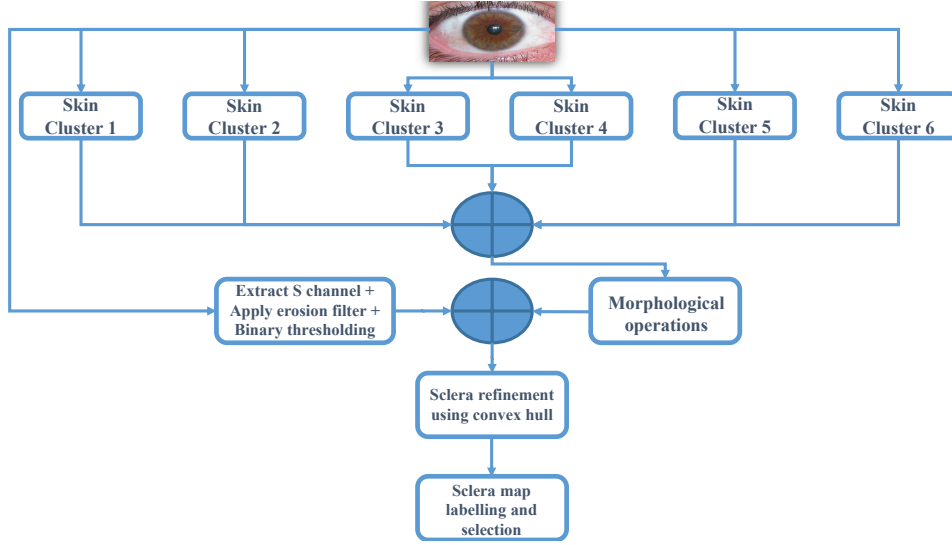 Skin
Cluster 1
Skin
Cluster 2
Skin
Cluster 3
Skin
Cluster 4
Skin
Cluster 5
Skin
Cluster 6
Extract S channel +
Apply erosion filter +
Binary thresholding
Morphological
operations
Sclera refinement
using convex hull
Sclera map
labelling and
selection